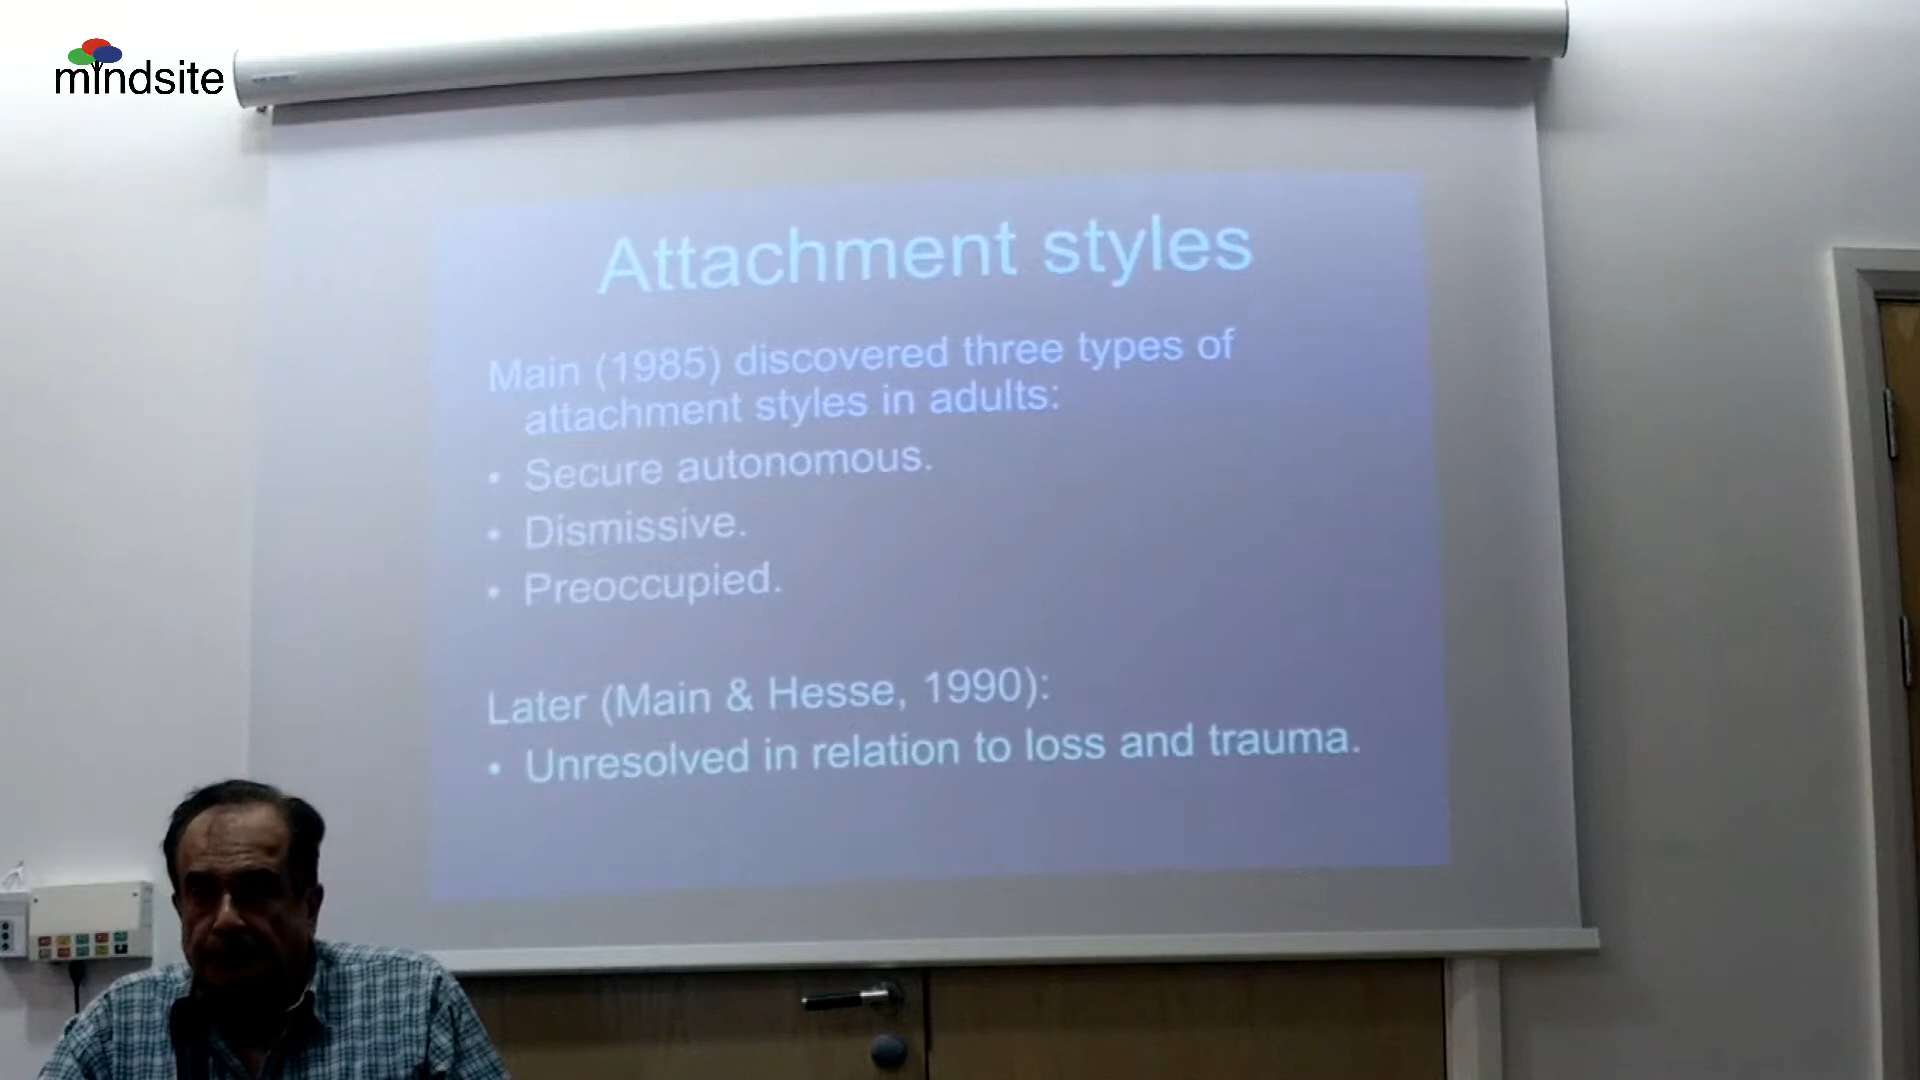 mindsite
Attachment styles
Main (1985) discovered three types of
attachment styles in adults:
• Secure autonomous.
• Dismissive.
• Preoccupied.
Later (Main & Hesse, 1990):
• Unresolved in relation to loss and trauma.